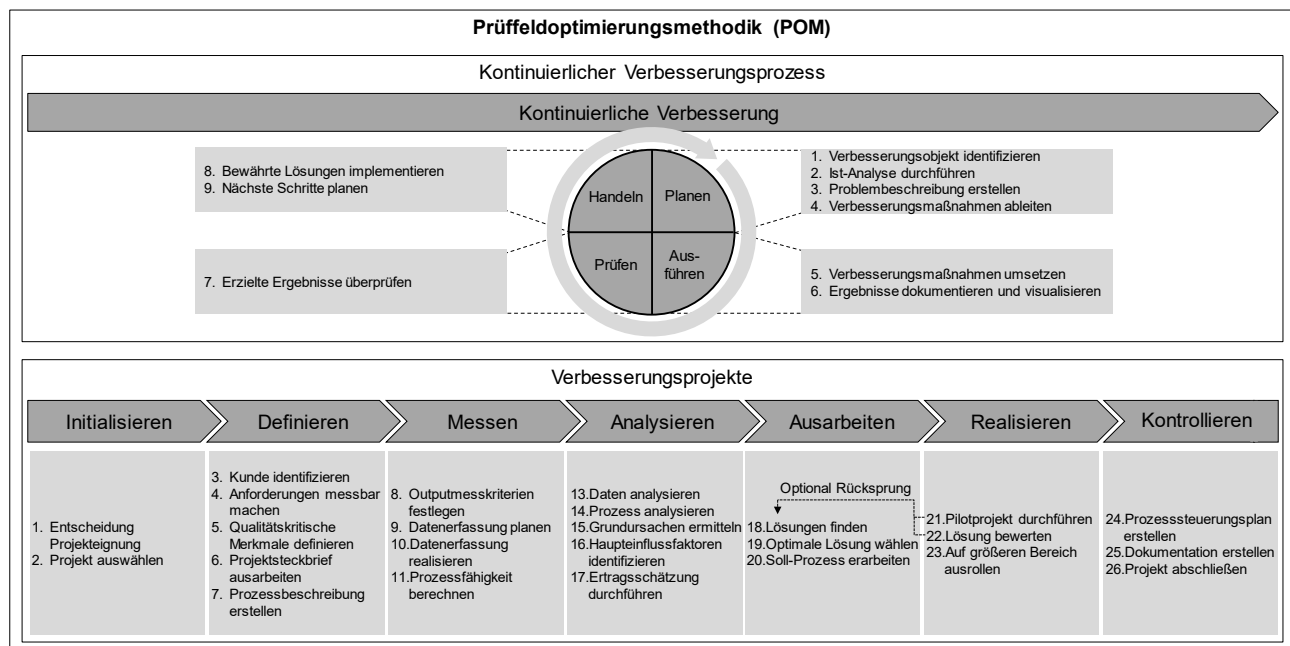 Prüffeldoptimierungsmethodik (POM)
Kontinuierlicher Verbesserungsprozess
Kontinuierliche Verbesserung
8. Bewährte Lösungen implementieren
9. Nächste Schritte planen
Handeln
Planen
1. Verbesserungsobjekt identifizieren
2. Ist-Analyse durchführen
3. Problembeschreibung erstellen
4. Verbesserungsmaßnahmen ableiten
7. Erzielte Ergebnisse überprüfen
Prüfen
Aus-
führen
5. Verbesserungsmaßnahmen umsetzen
6. Ergebnisse dokumentieren und visualisieren
Verbesserungsprojekte
Initialisieren
Definieren
Messen
Analysieren
Ausarbeiten
Realisieren
Kontrollieren
1. Entscheidung
Projekteignung
2. Projekt auswählen
3. Kunde identifizieren
4. Anforderungen messbar
machen
5. Qualitätskritische
Merkmale definieren
6. Projektsteckbrief
ausarbeiten
7. Prozessbeschreibung
erstellen
8. Outputmesskriterien
festlegen
9. Datenerfassung planen
10.Datenerfassung
realisieren
11.Prozessfähigkeit
berechnen
13.Daten analysieren
14.Prozess analysieren
15.Grundursachen ermitteln
16.Haupteinflussfaktoren
identifizieren
17.Ertragsschätzung
durchführen
Optional Rücksprung
18.Lösungen finden
19.Optimale Lösung wählen
20.Soll-Prozess erarbeiten
21.Pilotprojekt durchführen
22.Lösung bewerten
23.Auf größeren Bereich
ausrollen
24.Prozesssteuerungsplan
erstellen
25.Dokumentation erstellen
26.Projekt abschließen